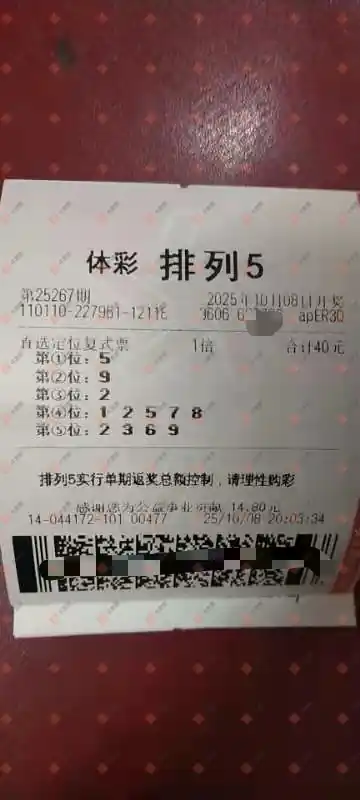 体彩 排列5
第25267期 2025年10月08日开奖
110110-227981-1211 apER30
直选定位复式票 1倍 合计40元
第①位: 5
第②位: 9
第③位: 2
第④位: 1 2 5 7 8
第⑤位: 2 3 6 9
排列5实行单期返奖总额控制,请理性购彩
感谢您为公益事业贡献 14.80元
14-044172-101 00477 25/10/08 20:03:34